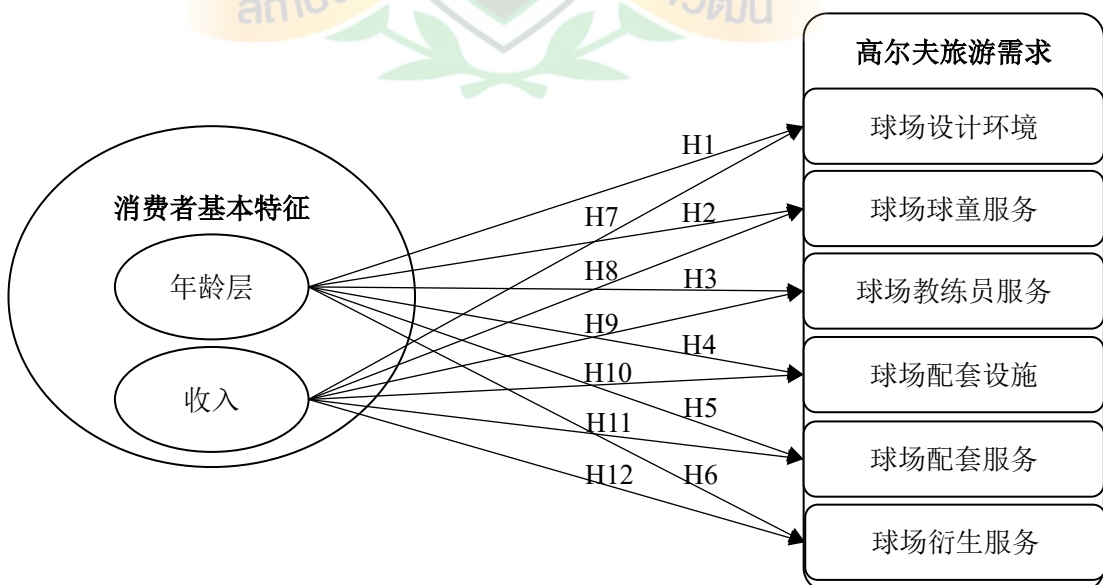 高尔夫旅游需求
球场设计环境
球场球童服务
球场教练员服务
球场配套设施
球场配套服务
球场衍生服务
消费者基本特征
年龄层
收入
H1
H2
H3
H4
H5
H6
H7
H8
H9
H10
H11
H12